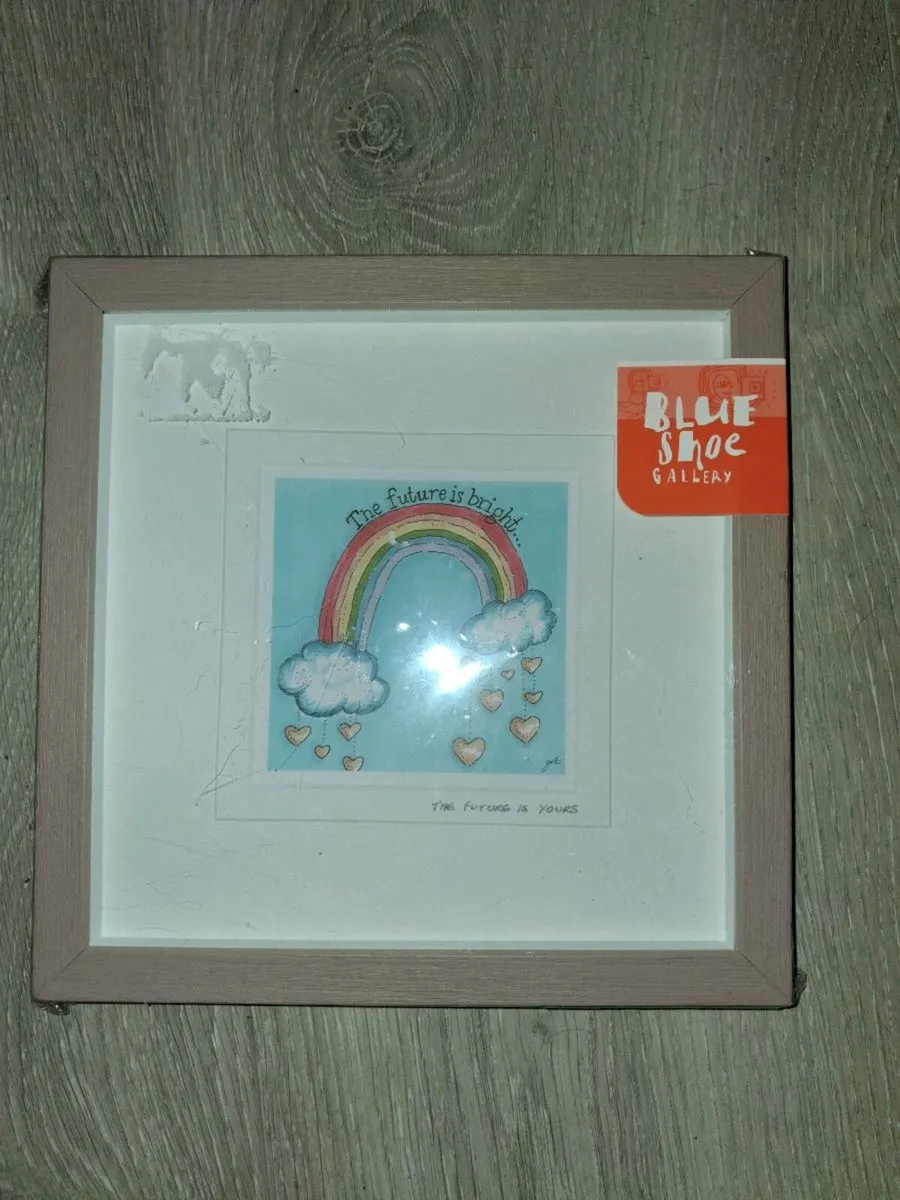 BLUE
Shoe
GALLERY
The future is bright...
THE FUTURE IS YOURS